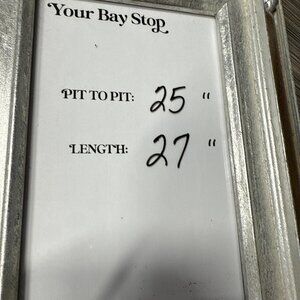 Your Bay Stop
PIT TO PIT: 25 "
LENGTH: 27 "